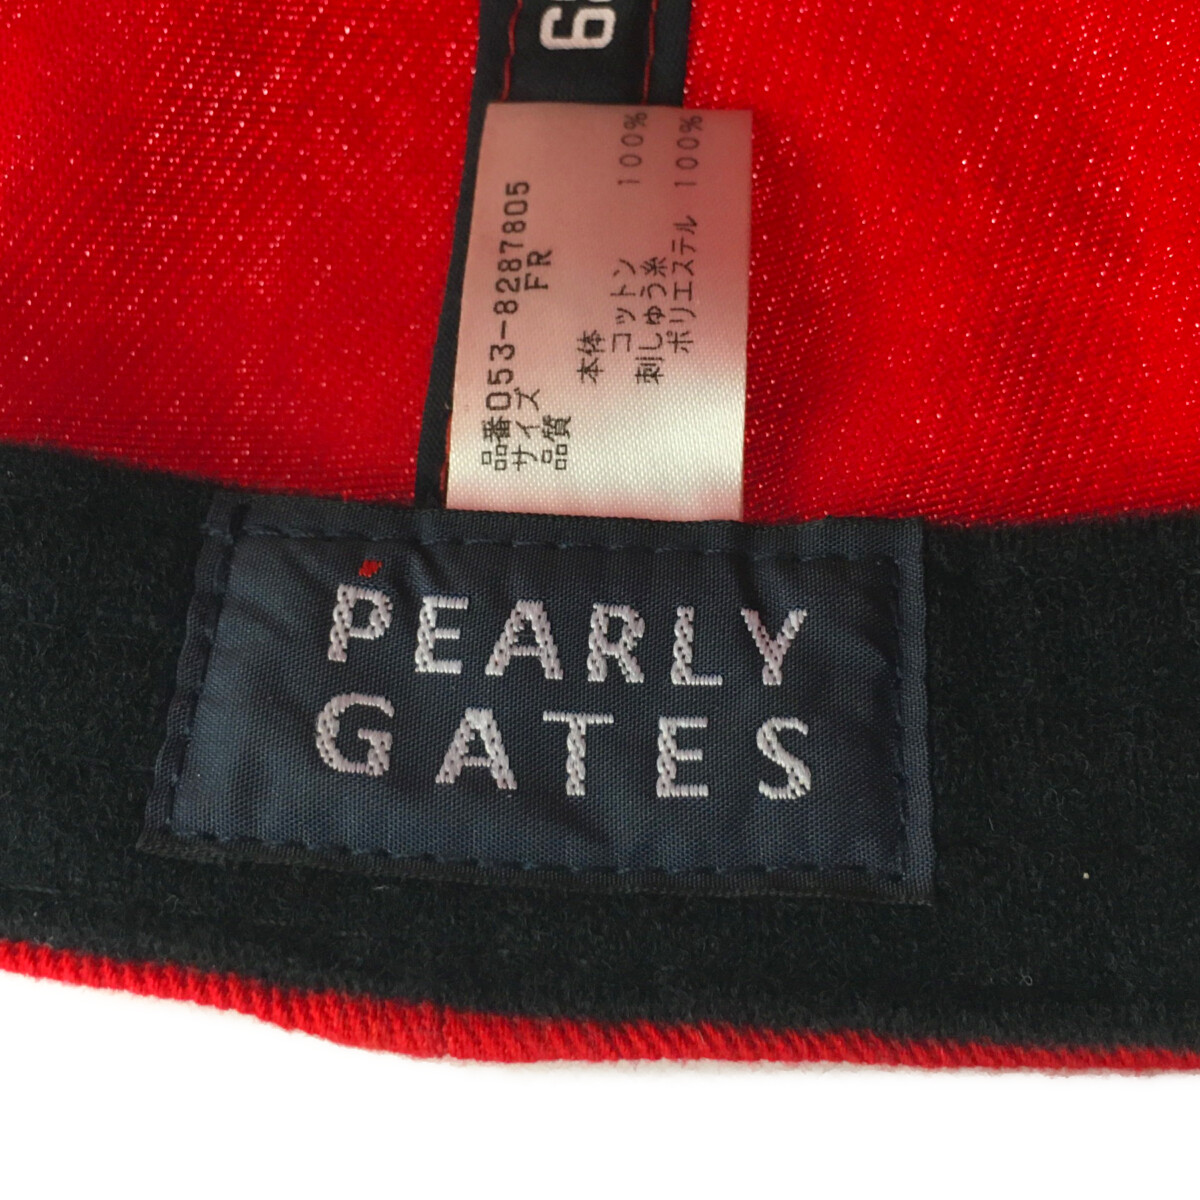 品番053-8287805
サイズ FR
品質
本体
コットン 100%
刺しゅう糸
ポリエステル 100%
PEARLY
GATES